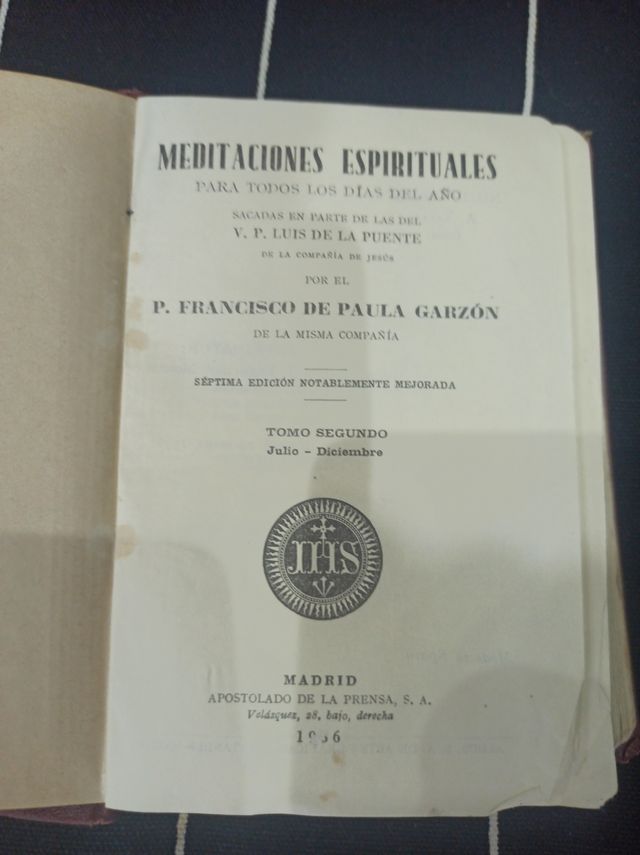 MEDITACIONES ESPIRITUALES
PARA TODOS LOS DÍAS DEL AÑO
SACADAS EN PARTE DE LAS DEL
V. P. LUIS DE LA PUENTE
DE LA COMPAÑÍA DE JESÚS
POR EL
P. FRANCISCO DE PAULA GARZÓN
DE LA MISMA COMPAÑÍA
SÉPTIMA EDICIÓN NOTABLEMENTE MEJORADA
TOMO SEGUNDO
Julio - Diciembre
IHS
MADRID
APOSTOLADO DE LA PRENSA, S. A.
Velázquez, 28, bajo, derecha